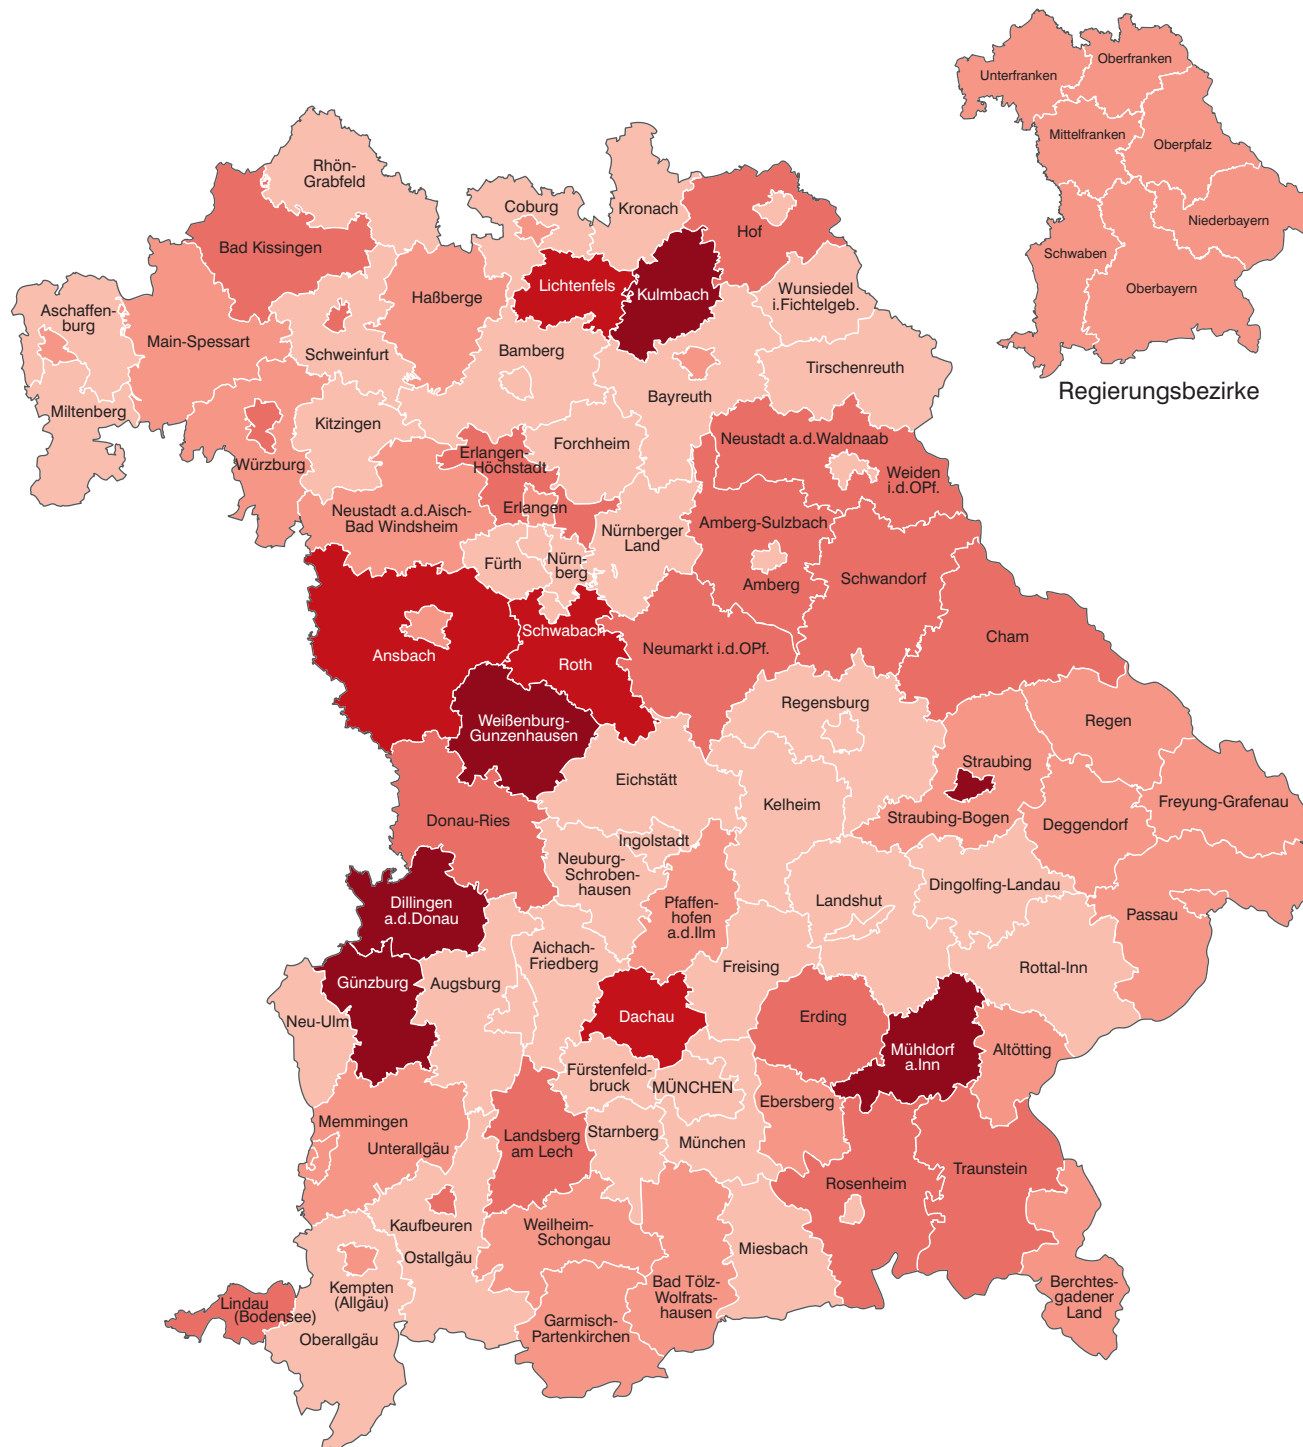 Unterfranken
Oberfranken
Mittelfranken
Oberpfalz
Niederbayern
Schwaben
Oberbayern
Regierungsbezirke
Rhön-
Grabfeld
Coburg
Kronach
Hof
Bad Kissingen
Lichtenfels
Kulmbach
Haßberge
Wunsiedel
i.Fichtelgeb.
Aschaffen-
burg
Main-Spessart
Schweinfurt
Bamberg
Bayreuth
Tirschenreuth
Miltenberg
Kitzingen
Forchheim
Neustadt a.d.Waldnaab
Würzburg
Erlangen-
Höchstadt
Weiden
i.d.OPf.
Neustadt a.d.Aisch-
Bad Windsheim
Erlangen
Nürnberger
Land
Amberg-Sulzbach
Fürth
Nürn-
berg
Amberg
Schwandorf
Schwabach
Cham
Ansbach
Roth
Neumarkt i.d.OPf.
Regensburg
Regen
Weißenburg-
Gunzenhausen
Straubing
Eichstätt
Kelheim
Freyung-Grafenau
Donau-Ries
Straubing-Bogen
Deggendorf
Ingolstadt
Neuburg-
Schroben-
hausen
Dingolfing-Landau
Dillingen
a.d.Donau
Pfaffen-
hofen
a.d.Ilm
Landshut
Passau
Aichach-
Friedberg
Freising
Rottal-Inn
Günzburg
Augsburg
Neu-Ulm
Dachau
Erding
Mühldorf
a.Inn
Altötting
Fürstenfeld-
bruck
MÜNCHEN
Ebersberg
Memmingen
Unterallgäu
Landsberg
am Lech
Starnberg
München
Traunstein
Rosenheim
Kaufbeuren
Weilheim-
Schongau
Miesbach
Ostallgäu
Kempten
(Allgäu)
Bad Tölz-
Wolfrats-
hausen
Berchtes-
gadener
Land
Lindau
(Bodensee)
Garmisch-
Partenkirchen
Oberallgäu